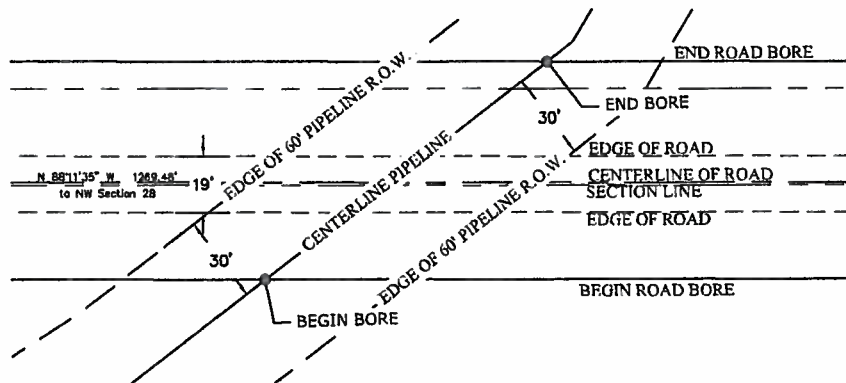 END ROAD BORE
EDGE OF 60' PIPELINE R.O.W.
END BORE
30'
CENTERLINE PIPELINE
EDGE OF ROAD
N 88°11'35" W 1269.48'
to NW Section 28
19'
CENTERLINE OF ROAD
SECTION LINE
EDGE OF ROAD
EDGE OF 60' PIPELINE R.O.W.
30'
BEGIN ROAD BORE
BEGIN BORE